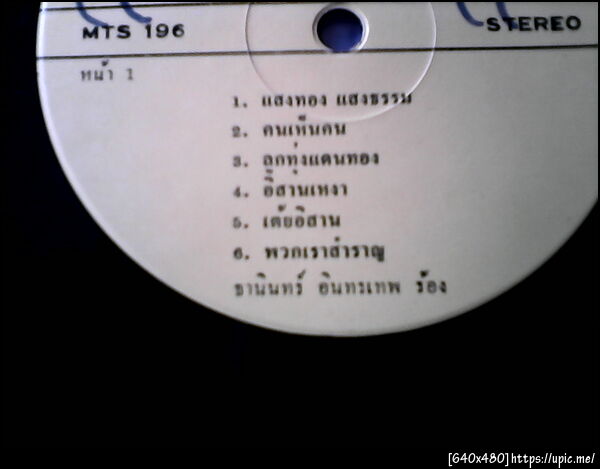 MTS 196
STEREO
หน้า 1
1. แสงทอง แสงธรรม
2. คนเห็นคน
3. ลูกทุ่งแดนทอง
4. อีสานเหงา
5. เต้ยอีสาน
6. พวกเราสำราญ
ธานินทร์ อินทรเทพ ร้อง
[640x480]https://upic.me/